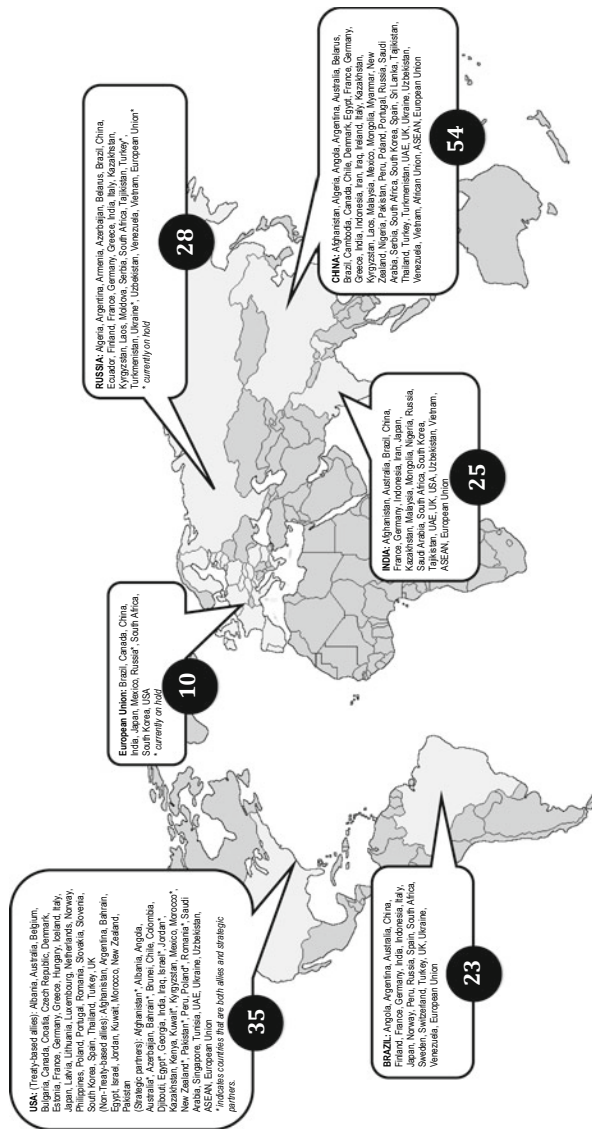 USA: (Treaty-based allies): Albania, Australia, Belgium,
Bulgaria, Canada, Croatia, Czech Republic, Denmark,
Estonia, France, Germany, Greece, Hungary, Iceland, Italy,
Japan, Latvia, Lithuania, Luxembourg, Netherlands, Norway,
Philippines, Poland, Portugal, Romania, Slovakia, Slovenia,
South Korea, Spain, Thailand, Turkey, UK
(Non-Treaty-based allies): Afghanistan, Argentina, Bahrain,
Egypt, Israel, Jordan, Kuwait, Morocco, New Zealand,
Pakistan
(Strategic partners): Afghanistan*, Albania, Angola,
Australia*, Azerbaijan, Bahrain*, Brunei, Chile, Colombia,
Djibouti, Egypt*, Georgia, India, Iraq, Israel*, Jordan*,
Kazakhstan, Kenya, Kuwait*, Kyrgyzstan, Mexico, Morocco*,
New Zealand*, Pakistan*, Peru, Poland*, Romania*, Saudi
Arabia, Singapore, Tunisia, UAE, Ukraine, Uzbekistan,
ASEAN, European Union
*indicates countries that are both allies and strategic
partners.
35
European Union: Brazil, Canada, China,
India, Japan, Mexico, Russia*, South Africa,
South Korea, USA
* currently on hold
10
RUSSIA: Algeria, Argentina, Armenia, Azerbaijan, Belarus, Brazil, China,
Ecuador, Finland, France, Germany, Greece, India, Italy, Kazakhstan,
Kyrgyzstan, Laos, Moldova, Serbia, South Africa, Tajikistan, Turkey*,
Turkmenistan, Ukraine*, Uzbekistan, Venezuela, Vietnam, European Union*
* currently on hold
28
BRAZIL: Angola, Argentina, Australia, China,
Finland, France, Germany, India, Indonesia, Italy,
Japan, Norway, Peru, Russia, Spain, South Africa,
Sweden, Switzerland, Turkey, UK, Ukraine,
Venezuela, European Union
23
INDIA: Afghanistan, Australia, Brazil, China,
France, Germany, Indonesia, Iran, Japan,
Kazakhstan, Malaysia, Mongolia, Nigeria, Russia,
Saudi Arabia, South Africa, South Korea,
Tajikistan, UAE, UK, USA, Uzbekistan, Vietnam,
ASEAN, European Union
25
CHINA: Afghanistan, Algeria, Angola, Argentina, Australia, Belarus,
Brazil, Cambodia, Canada, Chile, Denmark, Egypt, France, Germany,
Greece, India, Indonesia, Iran, Iraq, Ireland, Italy, Kazakhstan,
Kyrgyzstan, Laos, Malaysia, Mexico, Mongolia, Myanmar, New
Zealand, Nigeria, Pakistan, Peru, Poland, Portugal, Russia, Saudi
Arabia, Serbia, South Africa, South Korea, Spain, Sri Lanka, Tajikistan,
Thailand, Turkey, Turkmenistan, UAE, UK, Ukraine, Uzbekistan,
Venezuela, Vietnam, African Union, ASEAN, European Union
54